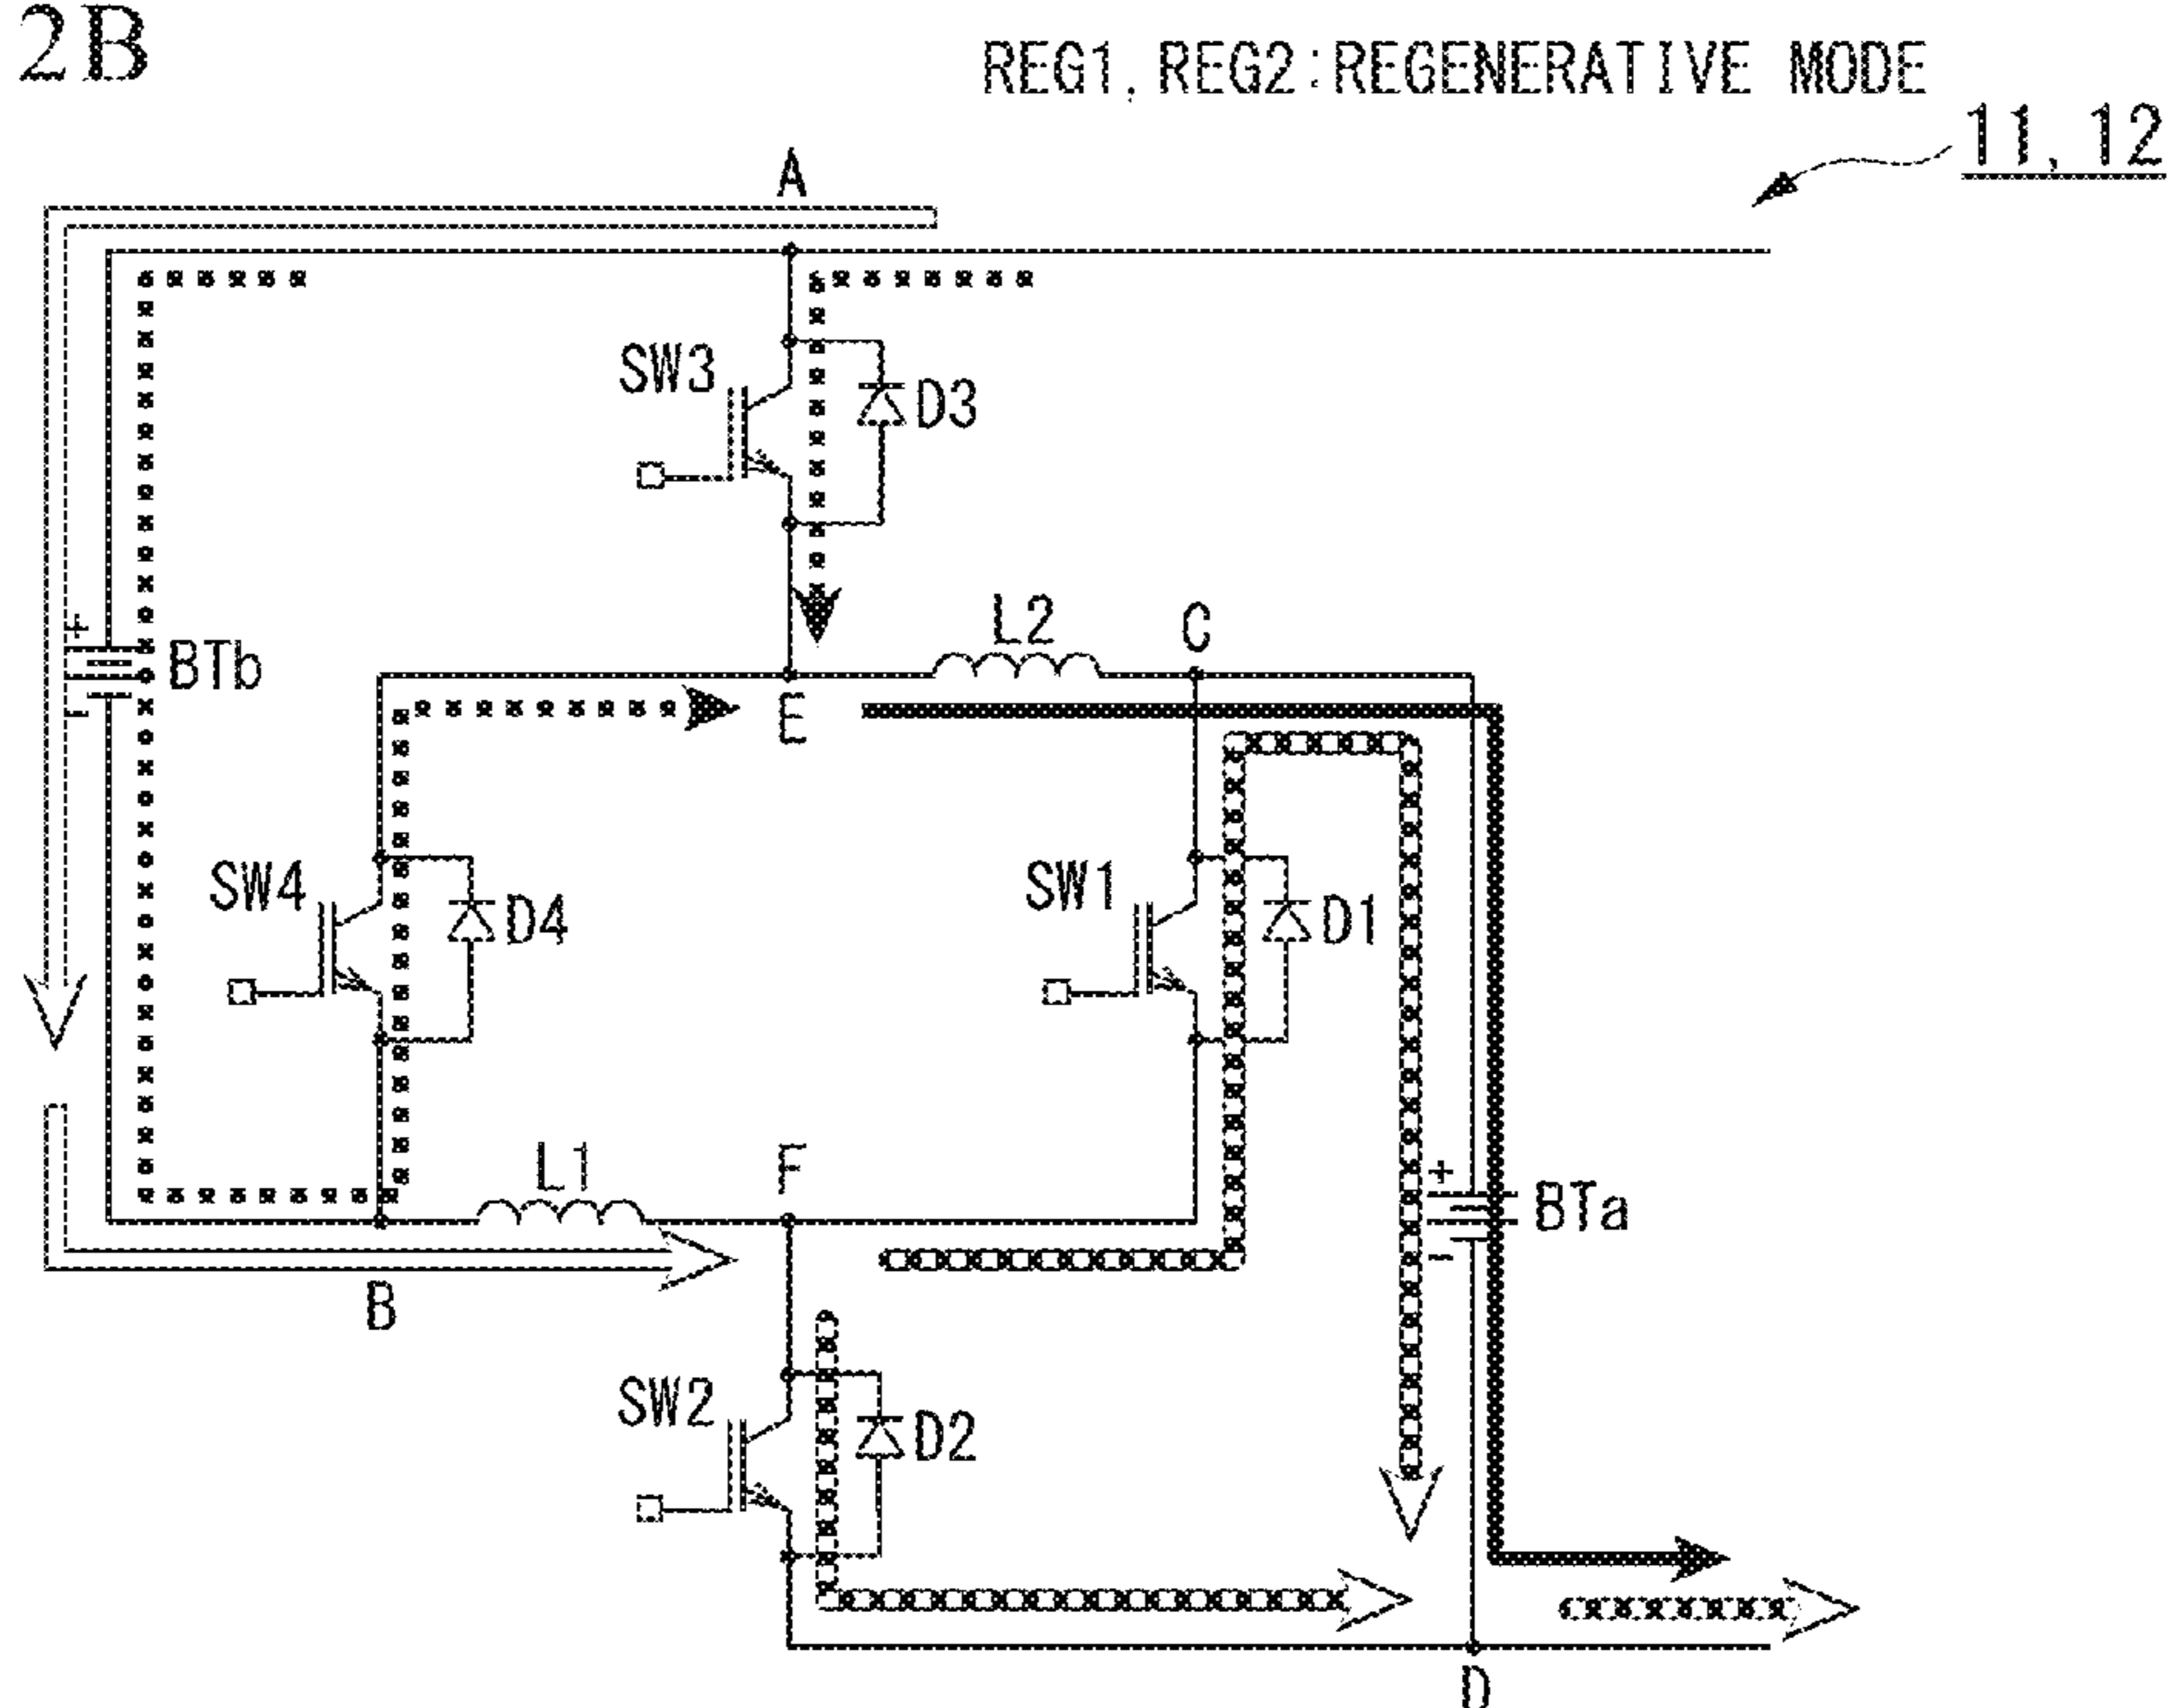 2B
REG1, REG2:REGENERATIVE MODE
11, 12
A
SW3
D3
L2
C
+
BTb
-
E
SW4
D4
SW1
D1
L1
F
+
BTa
-
B
SW2
D2
D